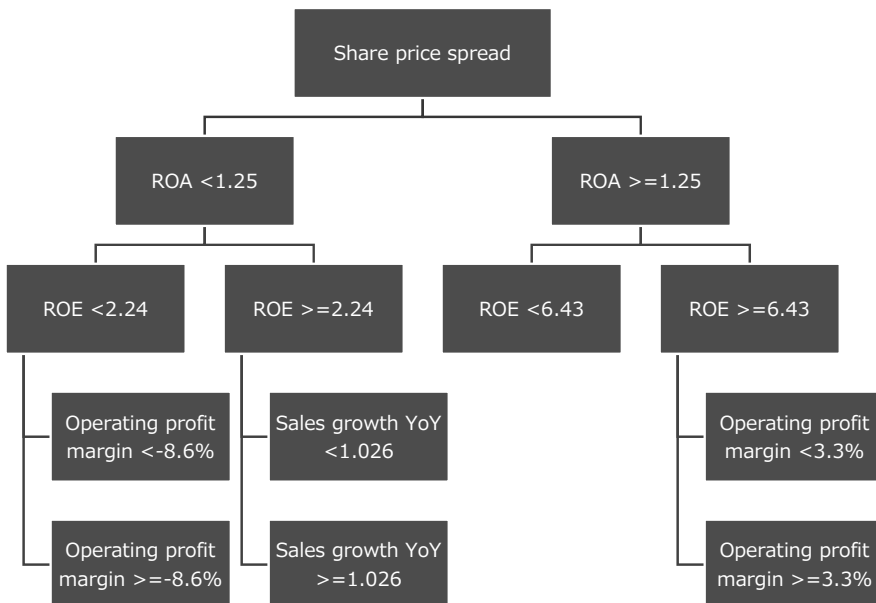 Share price spread
ROA <1.25
ROA >=1.25
ROE <2.24
ROE >=2.24
ROE <6.43
ROE >=6.43
Operating profit
margin <-8.6%
Sales growth YoY
<1.026
Operating profit
margin <3.3%
Operating profit
margin >=-8.6%
Sales growth YoY
>=1.026
Operating profit
margin >=3.3%